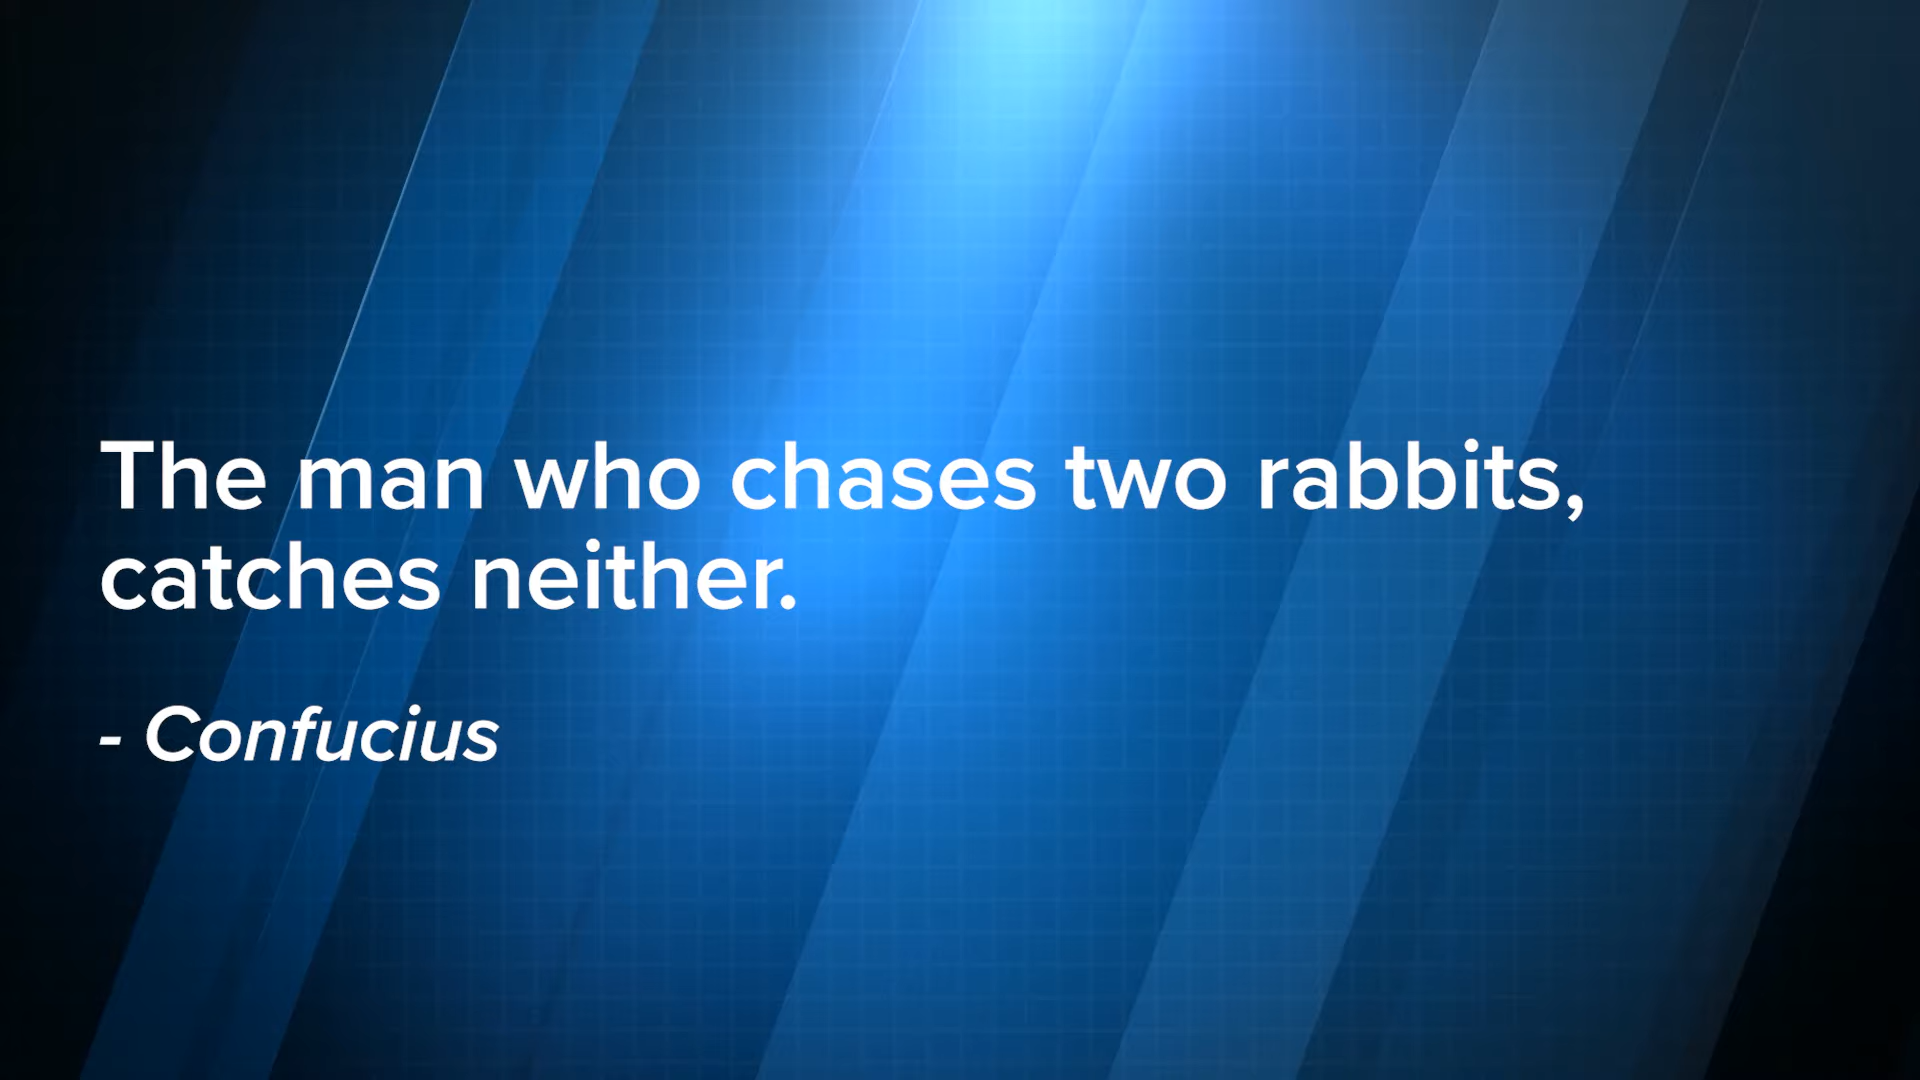 The man who chases two rabbits,
catches neither.
- Confucius